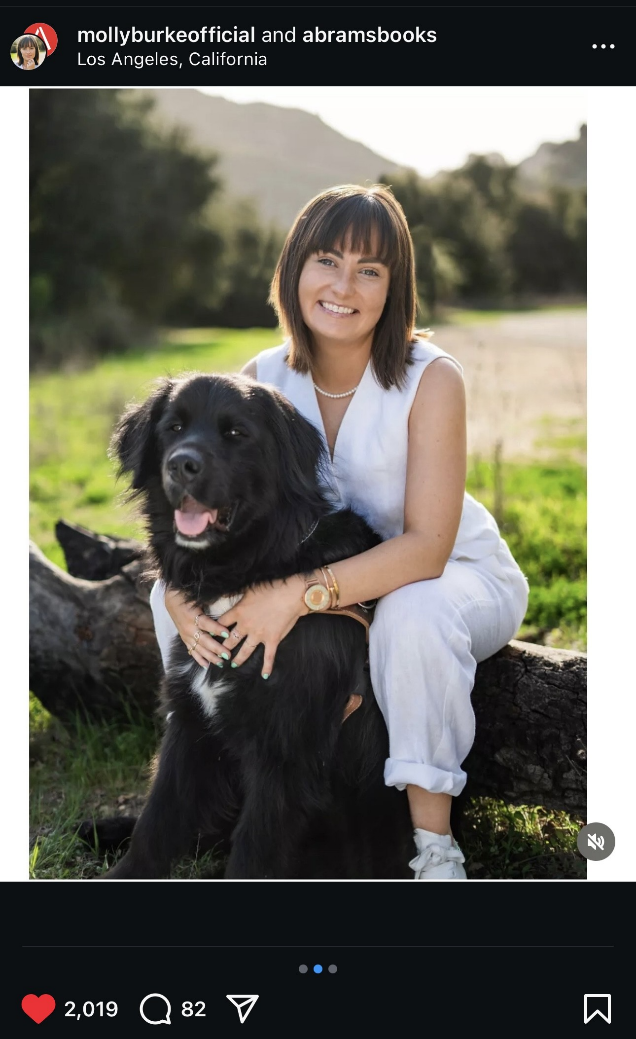 mollyburkeofficial and abramsbooks
Los Angeles, California
2,019
82